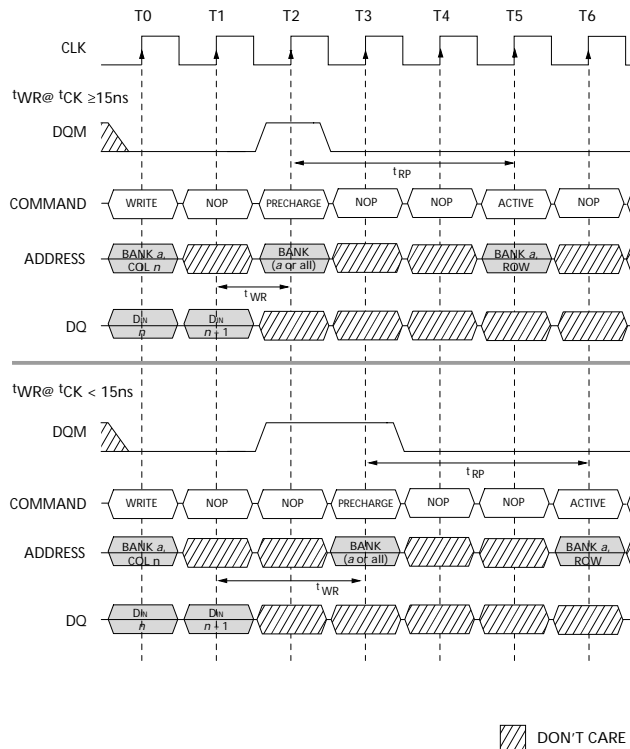 T0 T1 T2 T3 T4 T5 T6
CLK
tWR@ tCK ≥15ns
DQM
tRP
COMMAND WRITE NOP PRECHARGE NOP NOP ACTIVE NOP
ADDRESS BANK a, COL n BANK (a or all) BANK a, ROW
tWR
DQ DIN n DIN n + 1
tWR@ tCK < 15ns
DQM
tRP
COMMAND WRITE NOP NOP PRECHARGE NOP NOP ACTIVE
ADDRESS BANK a, COL n BANK (a or all) BANK a, ROW
tWR
DQ DIN n DIN n + 1
DON'T CARE